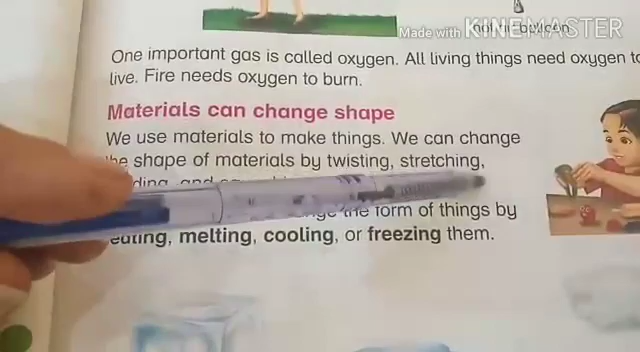 Made with KINEMASTER
balloon
One important gas is called oxygen. All living things need oxygen to
live. Fire needs oxygen to burn.
Materials can change shape
We use materials to make things. We can change
the shape of materials by twisting, stretching,
and
the form of things by
melting, cooling, or freezing them.